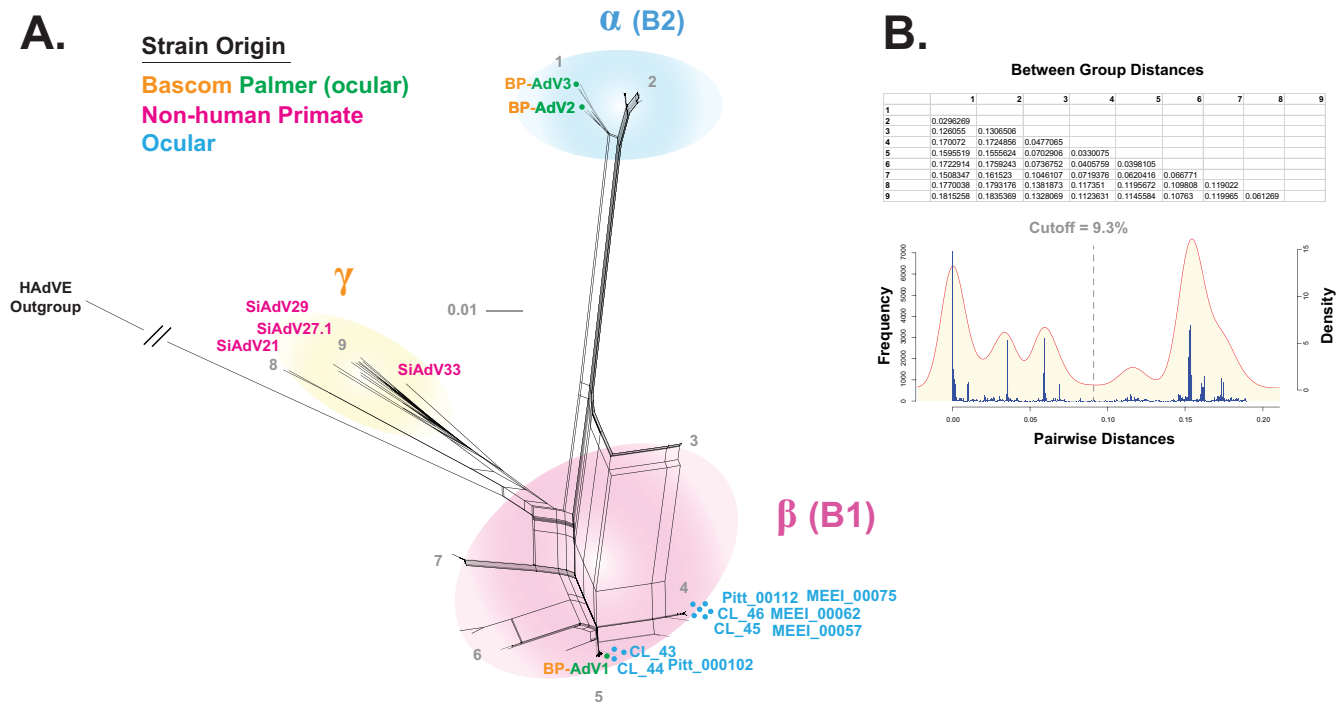 A.
Strain Origin
Bascom Palmer (ocular)
Non-human Primate
Ocular
α (B2)
1
2
BP-AdV3
BP-AdV2
HAdVE
Outgroup
γ
0.01
SiAdV29
SiAdV27.1
SiAdV21
9
8
SiAdV33
3
β (B1)
7
4
Pitt_00112 MEEI_00075
CL_46 MEEI_00062
CL_45 MEEI_00057
6
CL_43
BP-AdV1 CL_44 Pitt_000102
5
B.
Between Group Distances
1 2 3 4 5 6 7 8 9
1
2 0.0296269
3 0.126055 0.1306506
4 0.170072 0.1724856 0.0477065
5 0.1595519 0.1555624 0.0702906 0.0330075
6 0.1722914 0.1759243 0.0736752 0.0405759 0.0398105
7 0.1508347 0.161523 0.1046107 0.0719376 0.0620416 0.066771
8 0.1770038 0.1793176 0.1381873 0.117351 0.1195672 0.109808 0.119022
9 0.1815258 0.1835369 0.1328069 0.1123631 0.1145584 0.10763 0.119965 0.061269
Cutoff = 9.3%
Frequency
7000
6000
5000
4000
3000
2000
1000
0
Density
15
10
5
0
0.00 0.05 0.10 0.15 0.20
Pairwise Distances